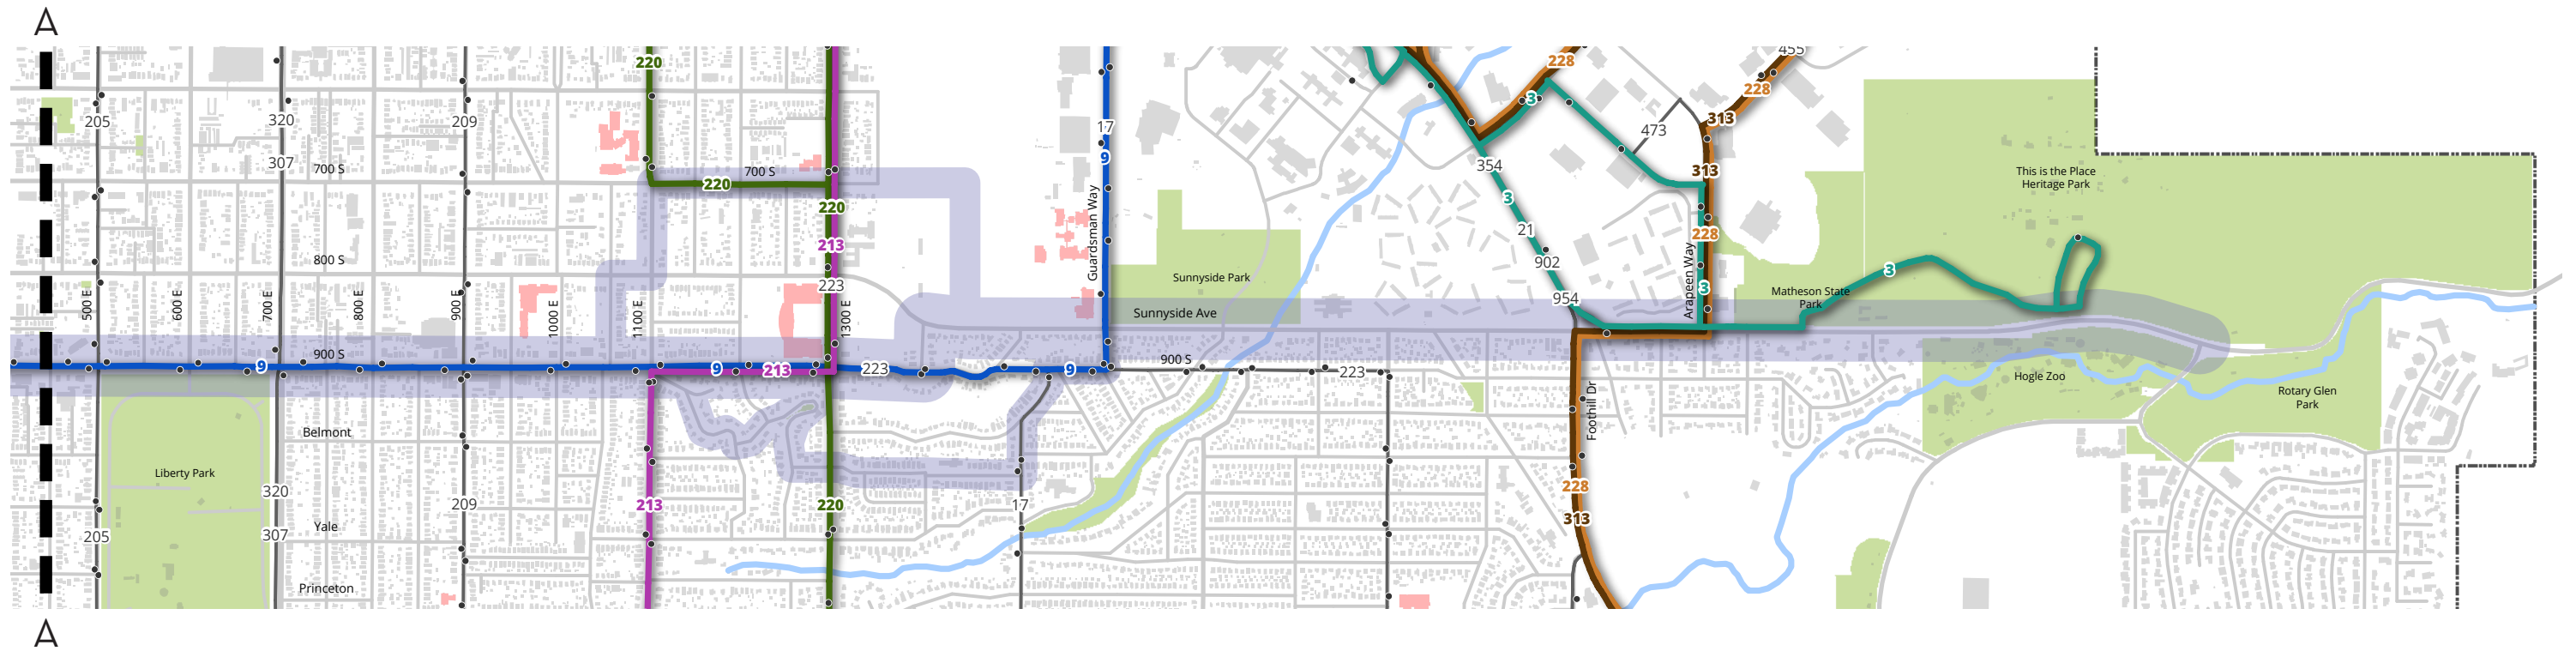 A
220
228
455
205
320
209
17
3
228
313
473
9
307
700 S
700 S
354
313
This is the Place
Heritage Park
220
220
3
213
Guardsman Way
21
228
800 S
902
3
Arapeen Way
Sunnyside Park
223
3
500 E
600 E
700 E
800 E
900 E
1000 E
1100 E
1300 E
954
Matheson State
Park
Sunnyside Ave
900 S
900 S
9
9
213
223
9
223
Hogle Zoo
Rotary Glen
Park
Foothill Dr
Belmont
Liberty Park
320
209
213
220
17
228
313
Yale
205
307
Princeton
A